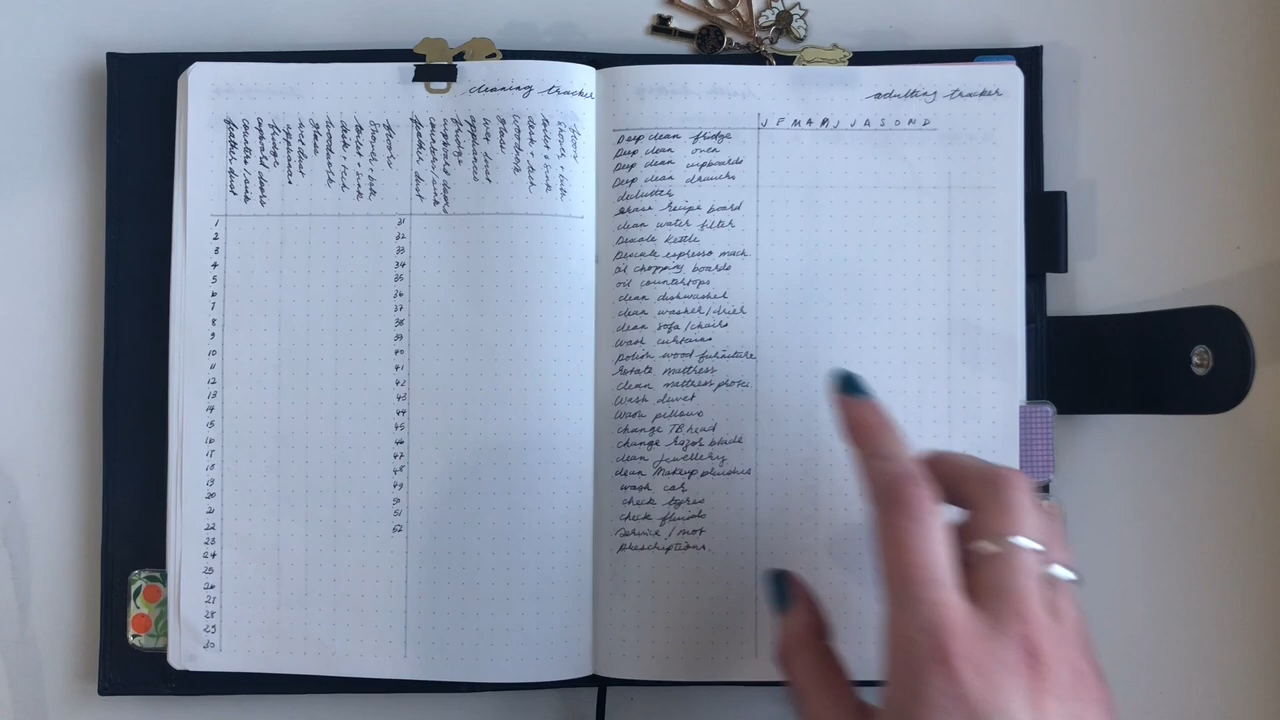 cleaning tracker
feather dust
counters/sink
cupboard doors
fridge
appliances
wet dust
glass
woodwork
desk + tech
toilet + sink
shower + bath
floors
feather dust
counters/sink
cupboard doors
fridge
appliances
wet dust
glass
woodwork
desk + tech
toilet + sink
shower + bath
floors
1
2
3
4
5
6
7
8
9
10
11
12
13
14
15
16
17
18
19
20
21
22
23
24
25
26
27
28
29
30
31
32
33
34
35
36
37
38
39
40
41
42
43
44
45
46
47
48
49
50
51
52
adulting tracker
J F M A M J J A S O N D
Deep clean fridge
Deep clean oven
Deep clean cupboards
Deep clean drawers
declutter
erase recipe board
clean water filter
Descale kettle
Descale espresso mach.
oil chopping boards
oil countertops
clean dishwasher
clean washer/drier
clean sofa/chairs
Wash curtains
polish wood furniture
rotate mattress
clean mattress protec.
Wash duvet
Wash pillows
change TB head
change razor blade
clean jewellery
clean makeup brushes
wash car
check tyres
check fluids
Service/mot
Prescriptions